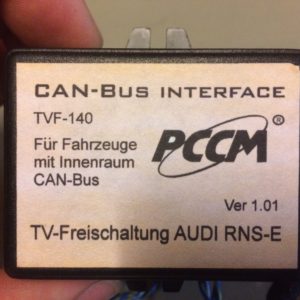 CAN-BUS INTERFACE
TVF-140
Für Fahrzeuge
mit Innenraum
CAN-Bus
PCCM®
Ver 1.01
TV-Freischaltung AUDI RNS-E